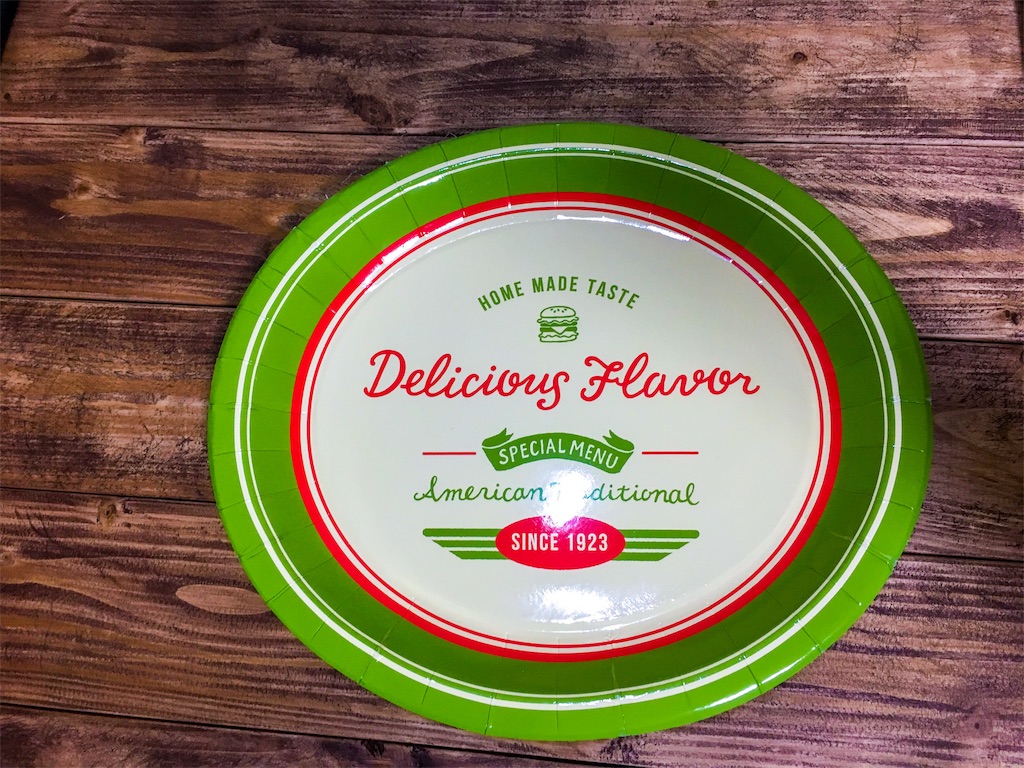 HOME MADE TASTE
Delicious Flavor
SPECIAL MENU
American
SINCE 1923